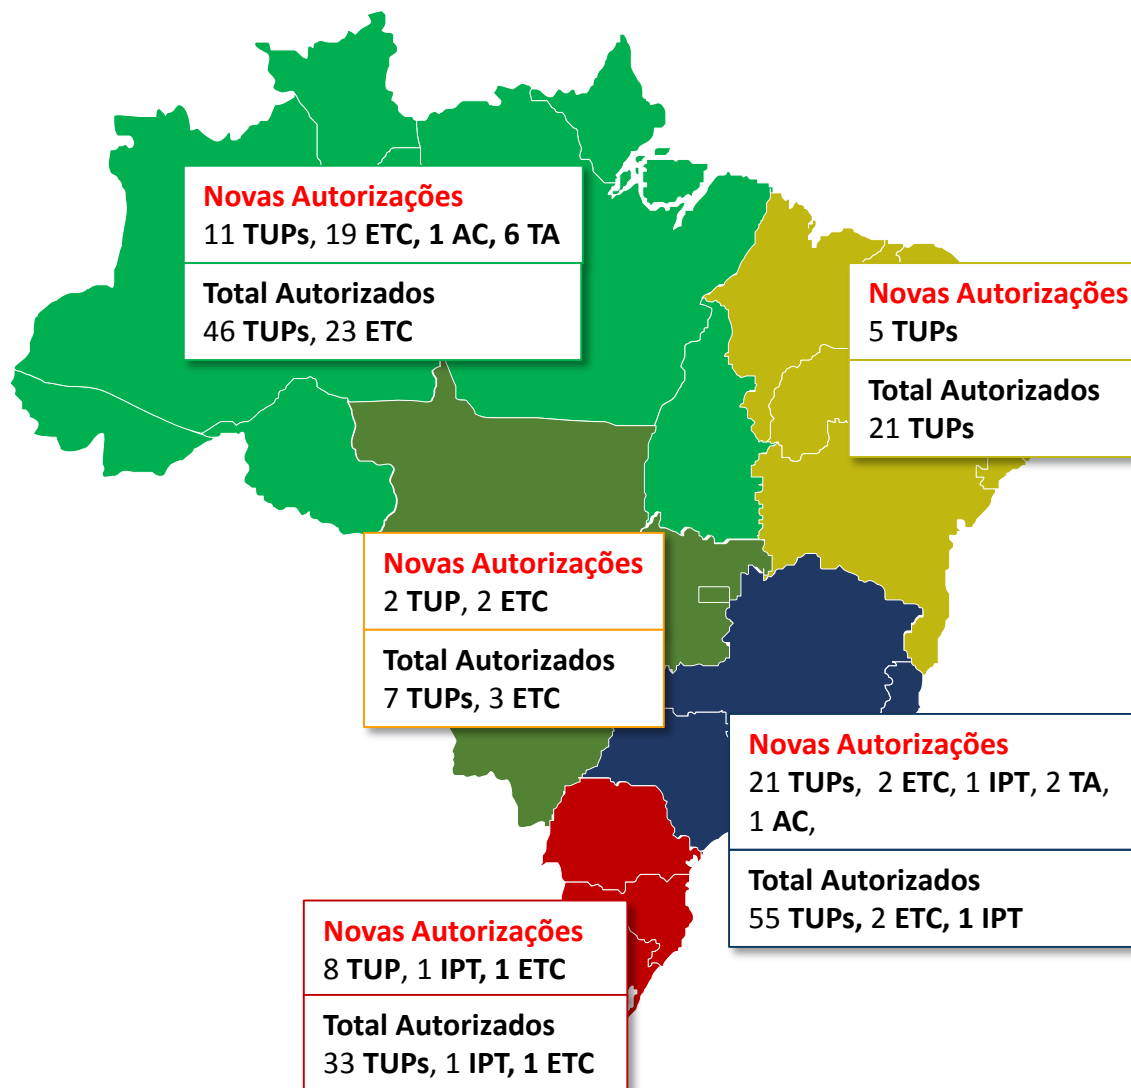 Novas Autorizações
11 TUPs, 19 ETC, 1 AC, 6 TA
Total Autorizados
46 TUPs, 23 ETC
Novas Autorizações
5 TUPs
Total Autorizados
21 TUPs
Novas Autorizações
2 TUP, 2 ETC
Total Autorizados
7 TUPs, 3 ETC
Novas Autorizações
21 TUPs, 2 ETC, 1 IPT, 2 TA,
1 AC,
Total Autorizados
55 TUPs, 2 ETC, 1 IPT
Novas Autorizações
8 TUP, 1 IPT, 1 ETC
Total Autorizados
33 TUPs, 1 IPT, 1 ETC